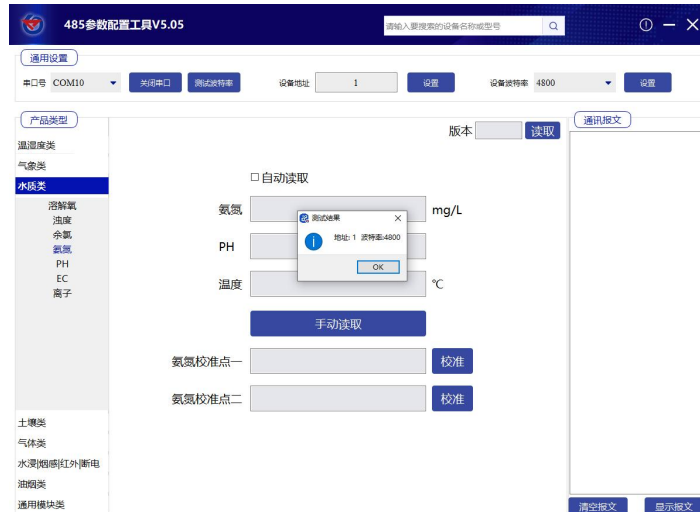 485参数配置工具V5.05
请输入要搜索的设备名称或型号
通用设置
串口号 COM10 关闭串口 测试波特率 设备地址 1 设置 设备波特率 4800 设置
产品类型
版本 读取
通讯报文
温湿度类
气象类
水质类
溶解氧
浊度
余氯
氨氮
PH
EC
离子
自动读取
氨氮 mg/L
PH
温度 ℃
测试结果
地址: 1 波特率:4800
OK
手动读取
氨氮校准点一 校准
氨氮校准点二 校准
土壤类
气体类
水浸|烟感|红外|断电
油烟类
通用模块类
清空报文 显示报文